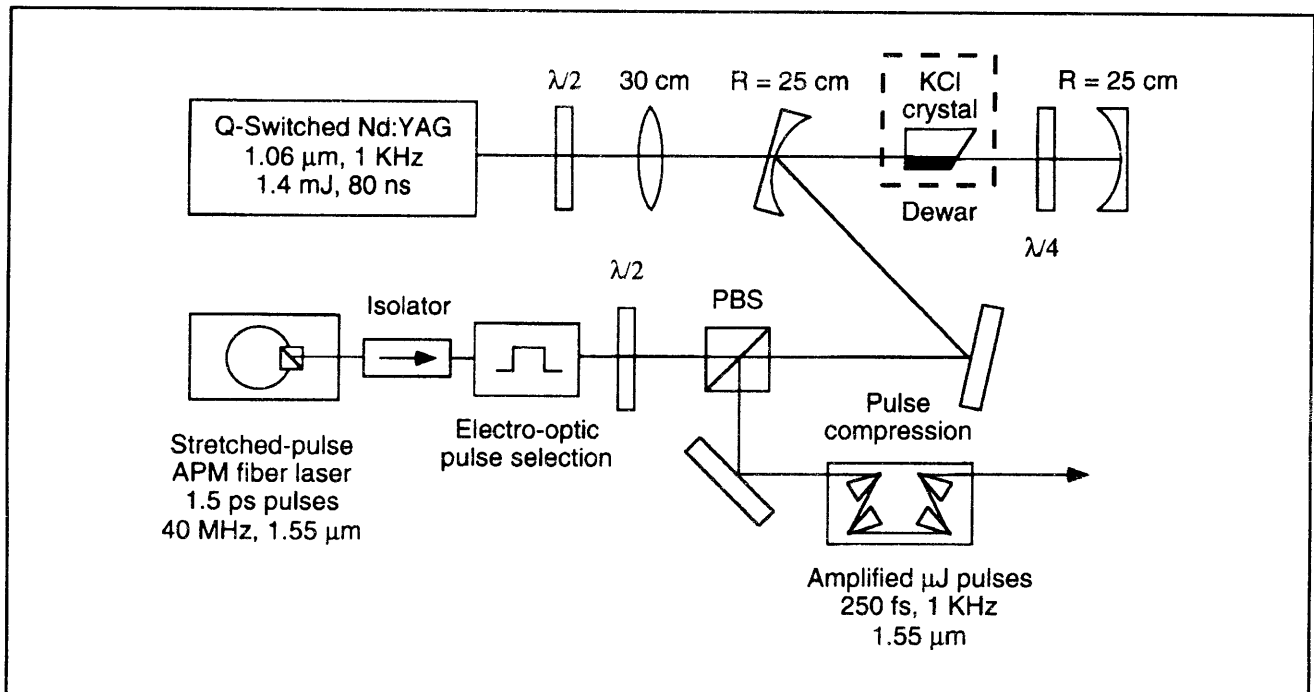 λ/2
30 cm
R = 25 cm
KCl
crystal
R = 25 cm
Q-Switched Nd:YAG
1.06 μm, 1 KHz
1.4 mJ, 80 ns
Dewar
λ/4
λ/2
PBS
Isolator
Stretched-pulse
APM fiber laser
1.5 ps pulses
40 MHz, 1.55 μm
Electro-optic
pulse selection
Pulse
compression
Amplified μJ pulses
250 fs, 1 KHz
1.55 μm